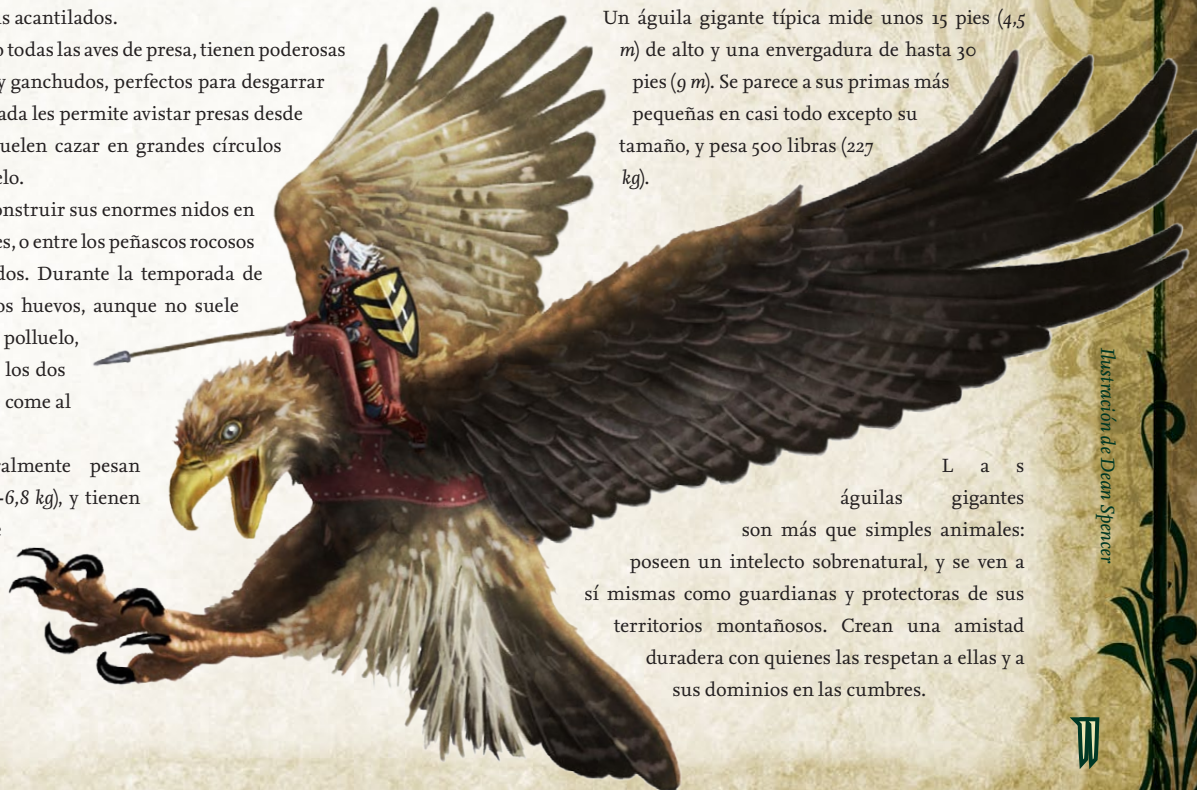 acantilados.
todas las aves de presa, tienen poderosas
y ganchudos, perfectos para desgarrar
ada les permite avistar presas desde
uelen cazar en grandes círculos
elo.
onstruir sus enormes nidos en
es, o entre los peñascos rocosos
dos. Durante la temporada de
os huevos, aunque no suele
polluelo,
los dos
come al
ralmente pesan
-6,8 kg), y tienen
e
Un águila gigante típica mide unos 15 pies (4,5
m) de alto y una envergadura de hasta 30
pies (9 m). Se parece a sus primas más
pequeñas en casi todo excepto su
tamaño, y pesa 500 libras (227
kg).
Las
águilas gigantes
son más que simples animales:
poseen un intelecto sobrenatural, y se ven a
sí mismas como guardianas y protectoras de sus
territorios montañosos. Crean una amistad
duradera con quienes las respetan a ellas y a
sus dominios en las cumbres.
Ilustración de Dean Spencer